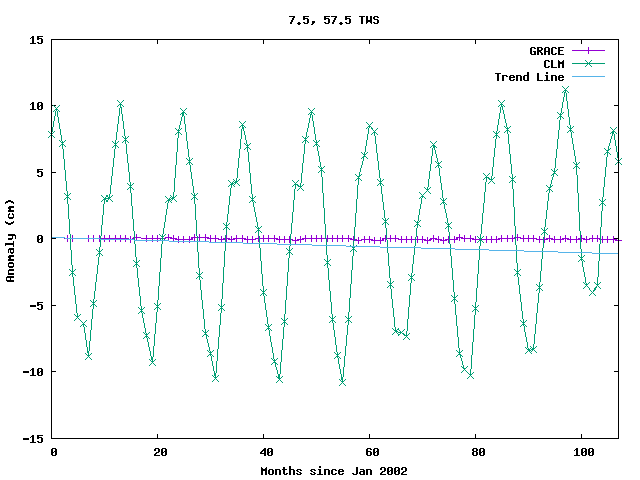 7.5, 57.5 TWS
GRACE
CLM
Trend Line
15
10
5
0
-5
-10
-15
Anomaly (cm)
0 20 40 60 80 100
Months since Jan 2002